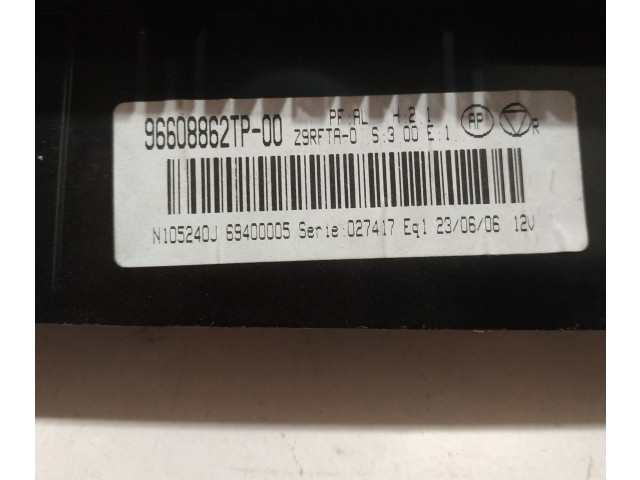 PF.AL H.2.1
96608862TP-00 Z9RFTA-0 S:3.00 E:1. AP R
N105240J 69400005 Serie:027417 Eq1 23/06/06 12V